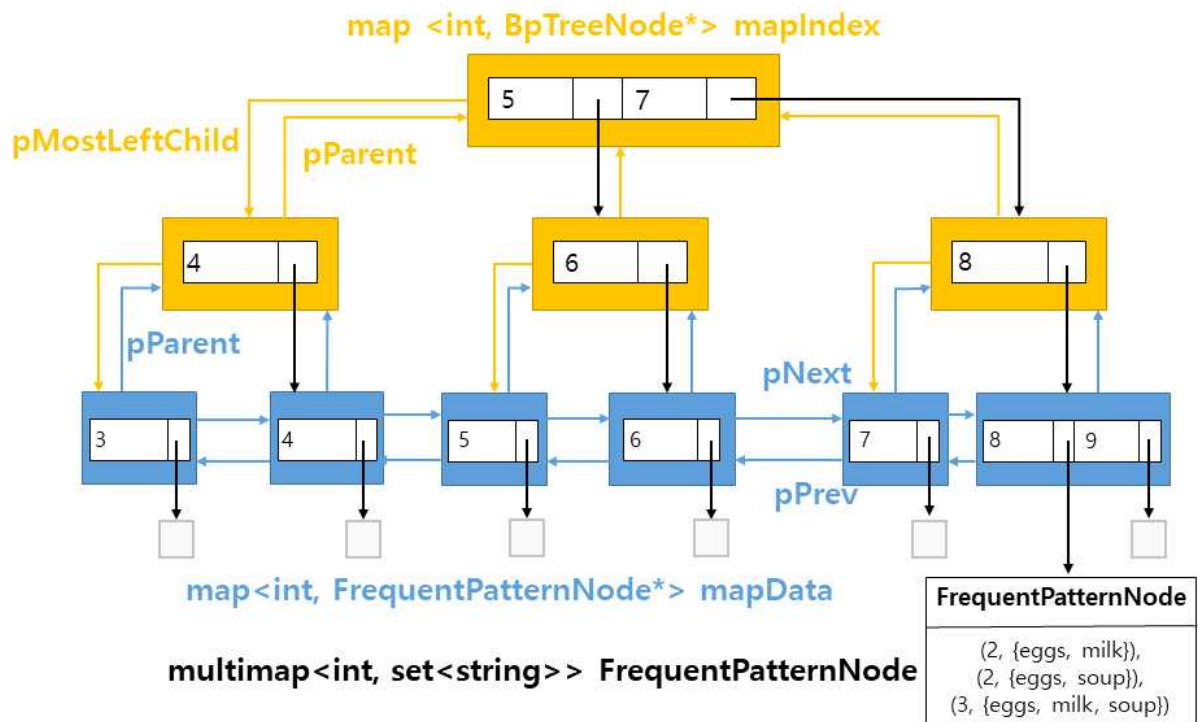 map <int, BpTreeNode*> mapIndex
5 7
pMostLeftChild
pParent
4 6 8
pParent
pNext
3 4 5 6 7 8 9
pPrev
map<int, FrequentPatternNode*> mapData
FrequentPatternNode
(2, {eggs, milk}),
(2, {eggs, soup}),
(3, {eggs, milk, soup})
multimap<int, set<string>> FrequentPatternNode